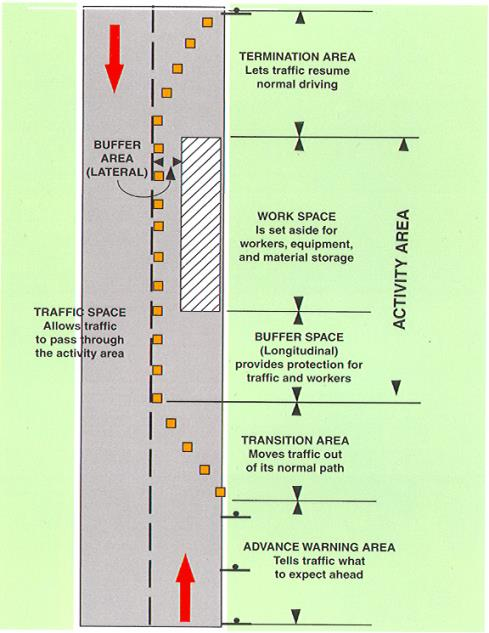 TERMINATION AREA
Lets traffic resume
normal driving
BUFFER
AREA
(LATERAL)
WORK SPACE
Is set aside for
workers, equipment,
and material storage
ACTIVITY AREA
TRAFFIC SPACE
Allows traffic
to pass through
the activity area
BUFFER SPACE
(Longitudinal)
provides protection for
traffic and workers
TRANSITION AREA
Moves traffic out
of its normal path
ADVANCE WARNING AREA
Tells traffic what
to expect ahead